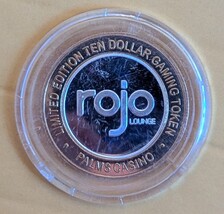 LIMITED EDITION TEN DOLLAR GAMING TOKEN
rojo
LOUNGE
• PALMS CASINO •